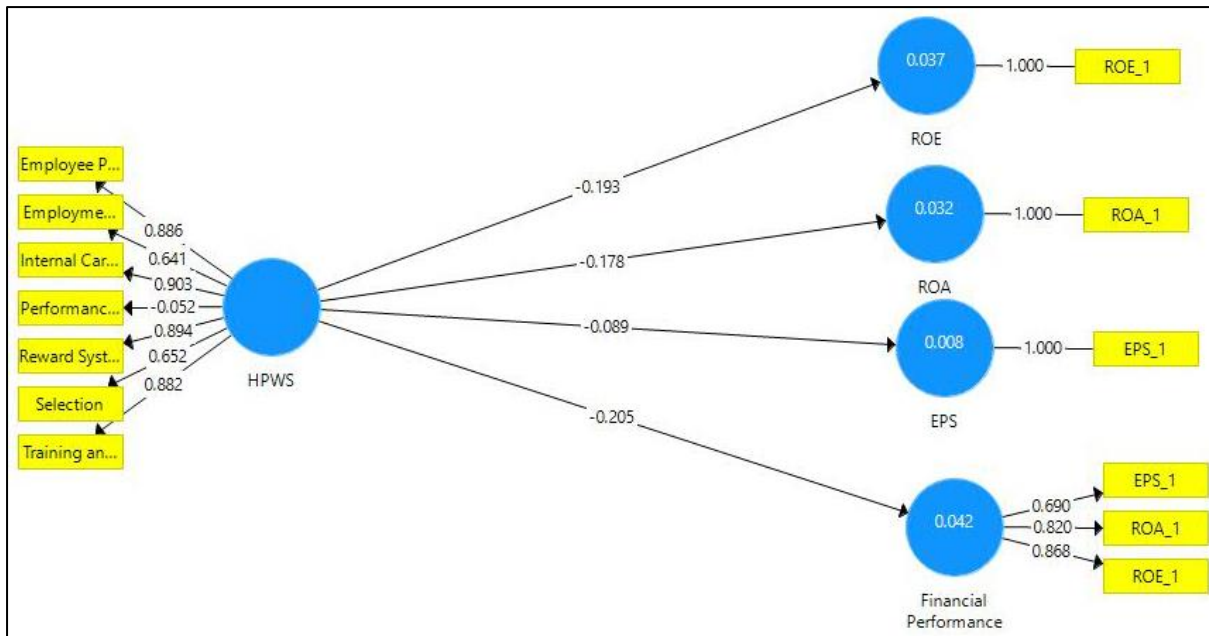 Employee P...
Employme...
Internal Car...
Performanc...
Reward Syst...
Selection
Training an...
0.886
0.641
0.903
-0.052
0.894
0.652
0.882
HPWS
-0.193
-0.178
-0.089
-0.205
0.037
ROE
1.000
ROE_1
0.032
ROA
1.000
ROA_1
0.008
EPS
1.000
EPS_1
0.042
Financial
Performance
0.690
0.820
0.868
EPS_1
ROA_1
ROE_1